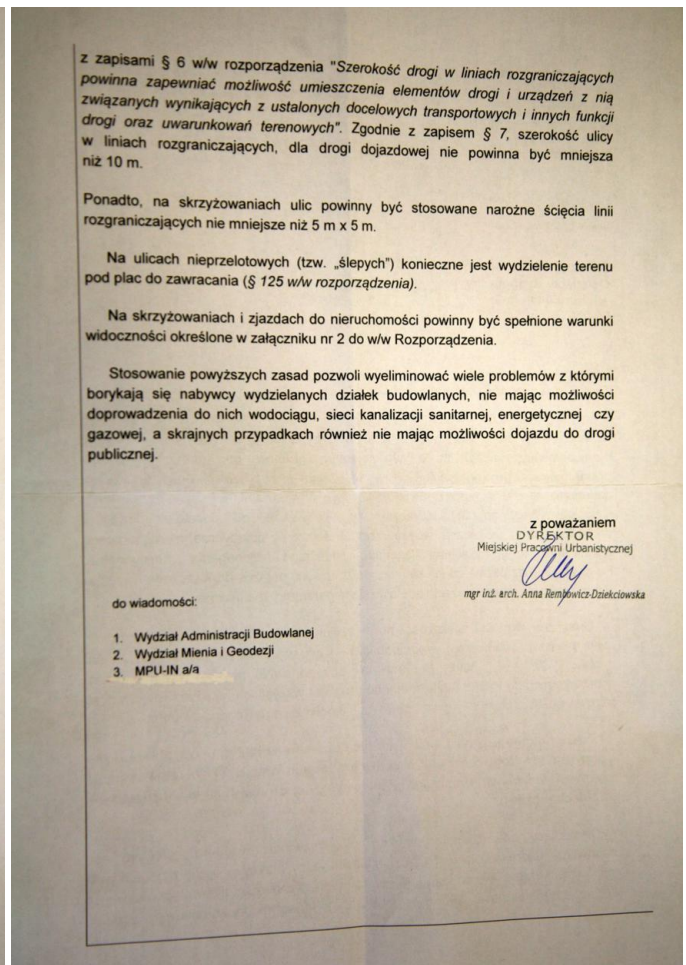 z zapisami § 6 w/w rozporządzenia "Szerokość drogi w liniach rozgraniczających
powinna zapewniać możliwość umieszczenia elementów drogi i urządzeń z nią
związanych wynikających z ustalonych docelowych transportowych i innych funkcji
drogi oraz uwarunkowań terenowych". Zgodnie z zapisem § 7, szerokość ulicy
w liniach rozgraniczających, dla drogi dojazdowej nie powinna być mniejsza
niż 10 m.
Ponadto, na skrzyżowaniach ulic powinny być stosowane narożne ścięcia linii
rozgraniczających nie mniejsze niż 5 m x 5 m.
Na ulicach nieprzelotowych (tzw. „ślepych”) konieczne jest wydzielenie terenu
pod plac do zawracania (§ 125 w/w rozporządzenia).
Na skrzyżowaniach i zjazdach do nieruchomości powinny być spełnione warunki
widoczności określone w załączniku nr 2 do w/w Rozporządzenia.
Stosowanie powyższych zasad pozwoli wyeliminować wiele problemów z którymi
borykają się nabywcy wydzielanych działek budowlanych, nie mając możliwości
doprowadzenia do nich wodociągu, sieci kanalizacji sanitarnej, energetycznej czy
gazowej, a skrajnych przypadkach również nie mając możliwości dojazdu do drogi
publicznej.
z poważaniem
DYREKTOR
Miejskiej Pracowni Urbanistycznej
mgr inż. arch. Anna Rembowicz-Dziekciowska
do wiadomości:
1. Wydział Administracji Budowlanej
2. Wydział Mienia i Geodezji
3. MPU-IN a/a